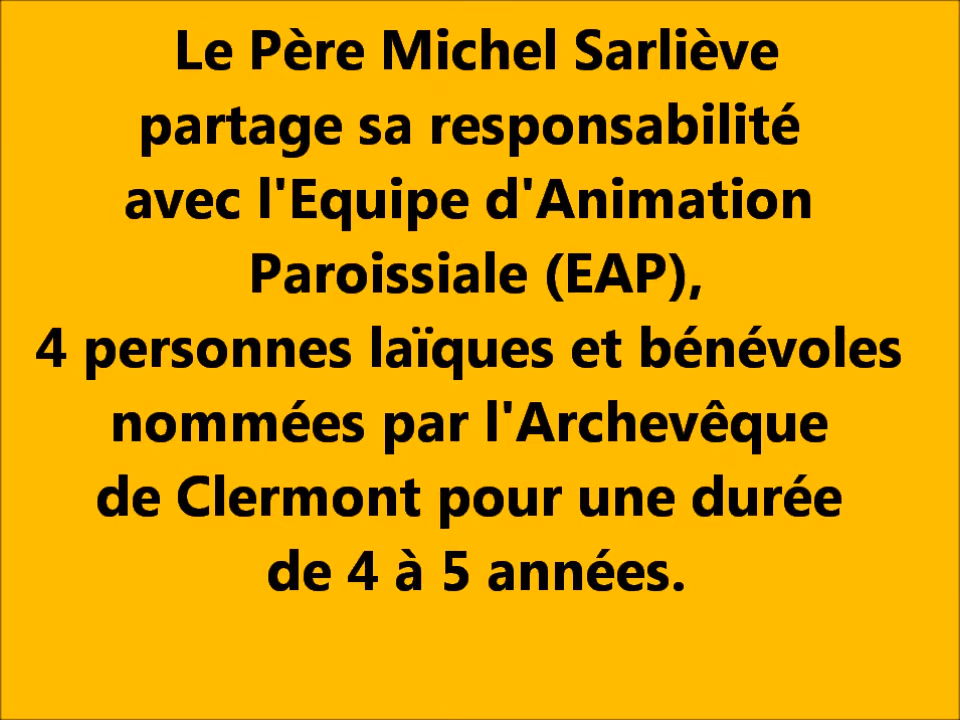 Le Père Michel Sarliève
partage sa responsabilité
avec l'Equipe d'Animation
Paroissiale (EAP),
4 personnes laïques et bénévoles
nommées par l'Archevêque
de Clermont pour une durée
de 4 à 5 années.